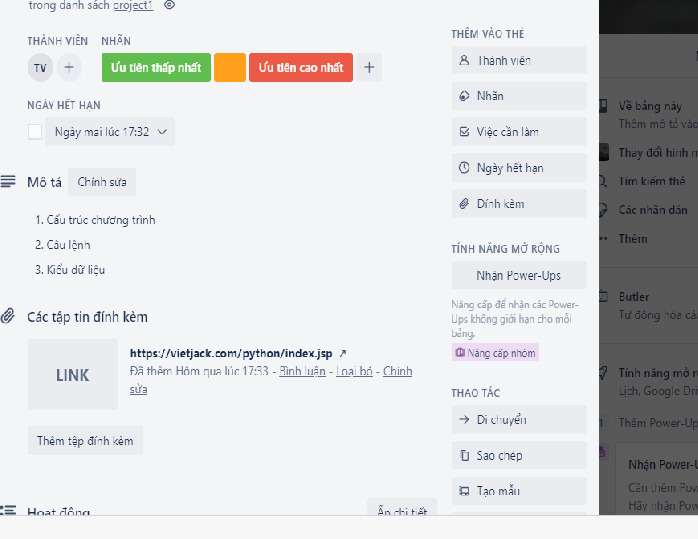 trong danh sách project1
THÀNH VIÊN
NHÃN
TV
Ưu tiên thấp nhất
Ưu tiên cao nhất
NGÀY HẾT HẠN
Ngày mai lúc 17:32
Mô tả
Chỉnh sửa
1. Cấu trúc chương trình
2. Câu lệnh
3. Kiểu dữ liệu
Các tập tin đính kèm
LINK
https://vietjack.com/python/index.jsp ↗
Đã thêm Hôm qua lúc 17:33 - Bình luận - Loại bỏ - Chỉnh
sửa
Thêm tệp đính kèm
Hoạt động
Ẩn chi tiết
THÊM VÀO THẺ
Thành viên
Nhãn
Việc cần làm
Ngày hết hạn
Đính kèm
TÍNH NĂNG MỞ RỘNG
Nhận Power-Ups
Nâng cấp để nhận các Power-
Ups không giới hạn cho mỗi
bảng.
Nâng cấp nhóm
THAO TÁC
Di chuyển
Sao chép
Tạo mẫu
Về bảng này
Thêm mô tả vào
Thay đổi hình
Tìm kiếm thẻ
Các nhãn dán
Thêm
Butler
Tự động hóa
Tính năng mở
Lịch, Google
Thêm Power-
Nhận Power-
Cần thêm
Hãy nhận